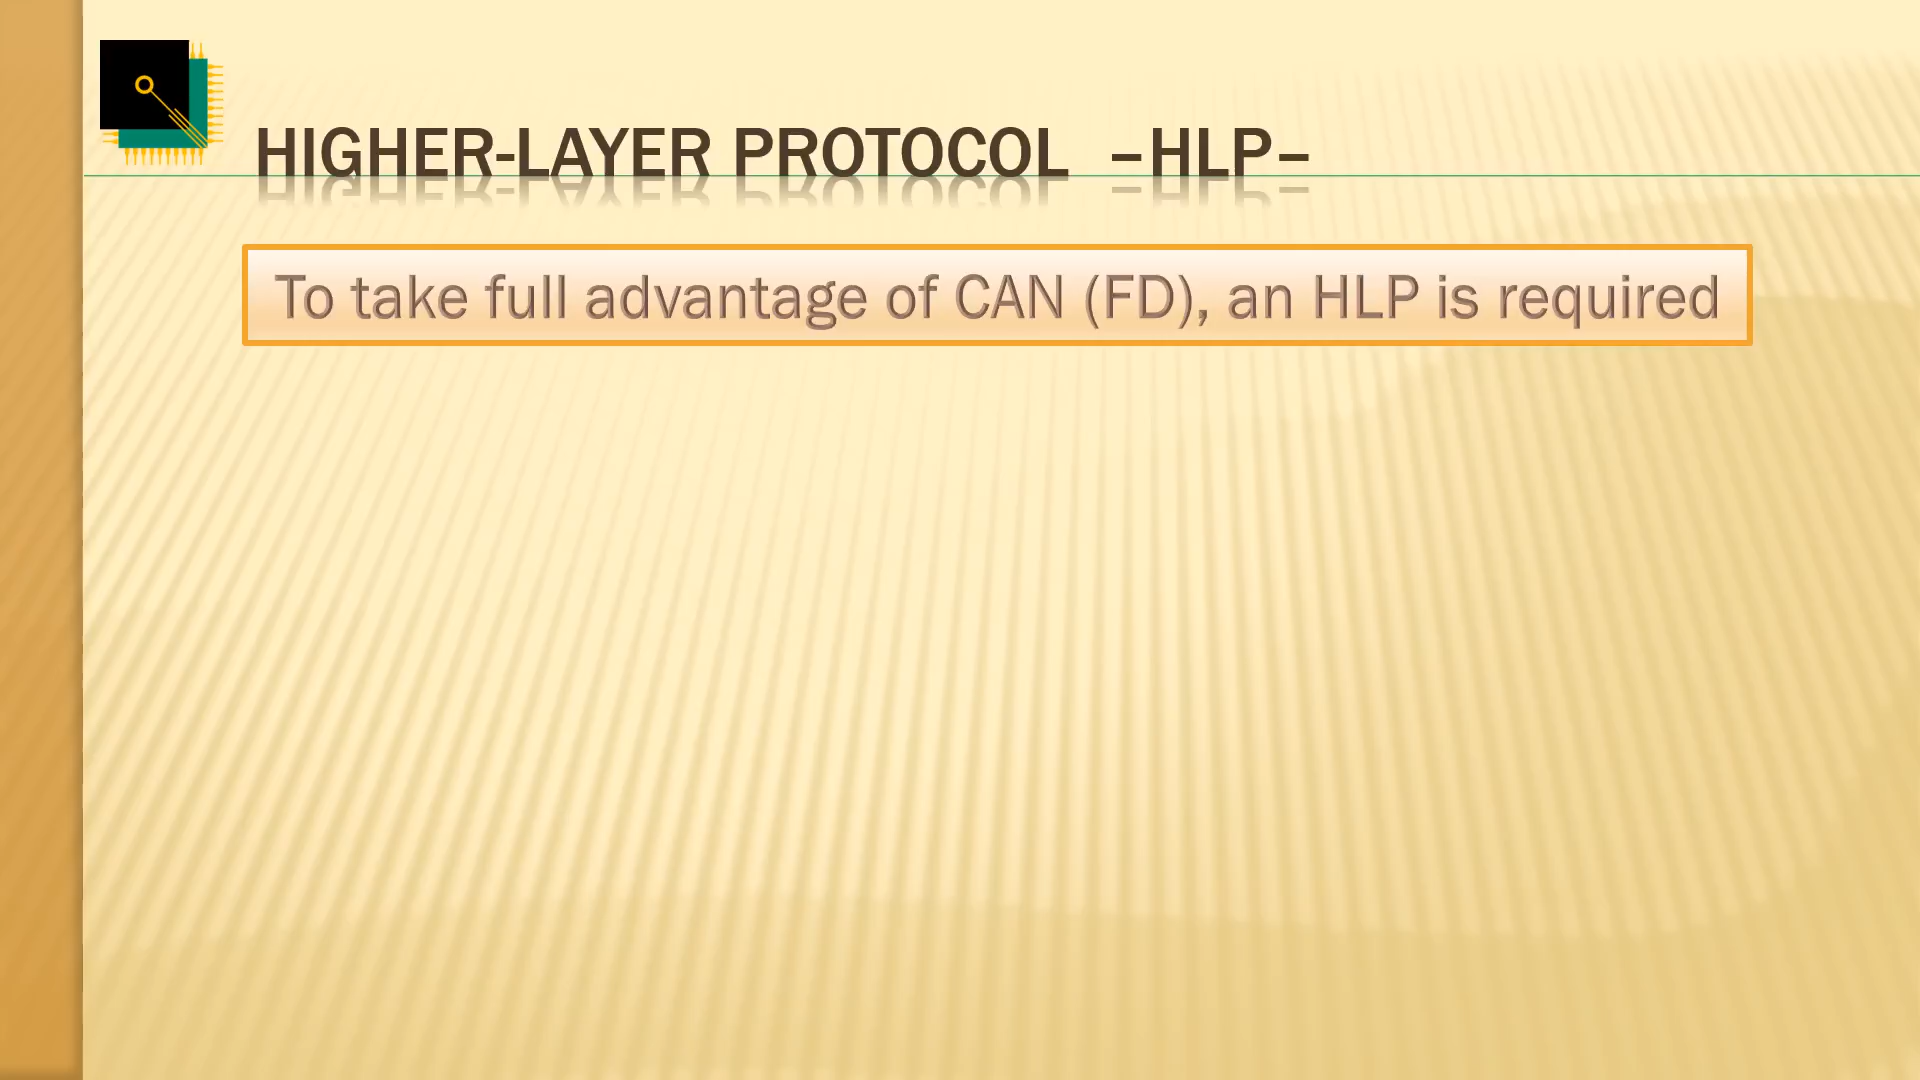 HIGHER-LAYER PROTOCOL –HLP–
To take full advantage of CAN (FD), an HLP is required